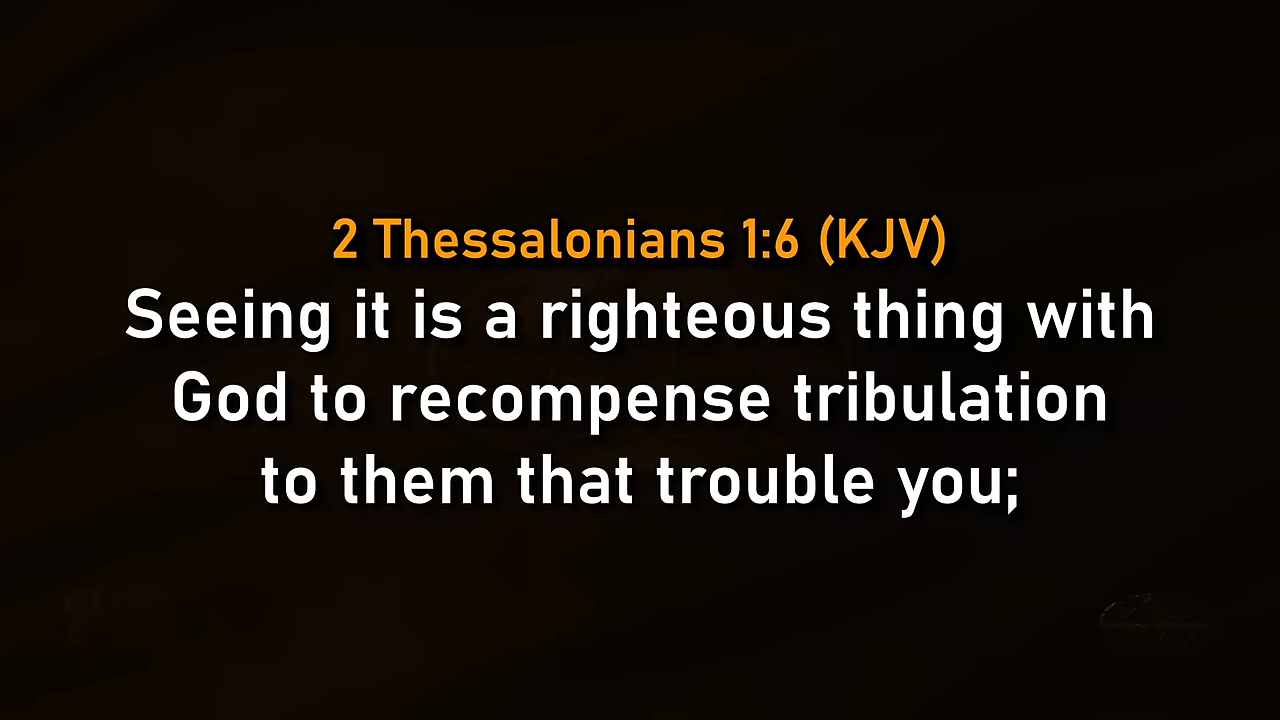 2 Thessalonians 1:6 (KJV)
Seeing it is a righteous thing with
God to recompense tribulation
to them that trouble you;